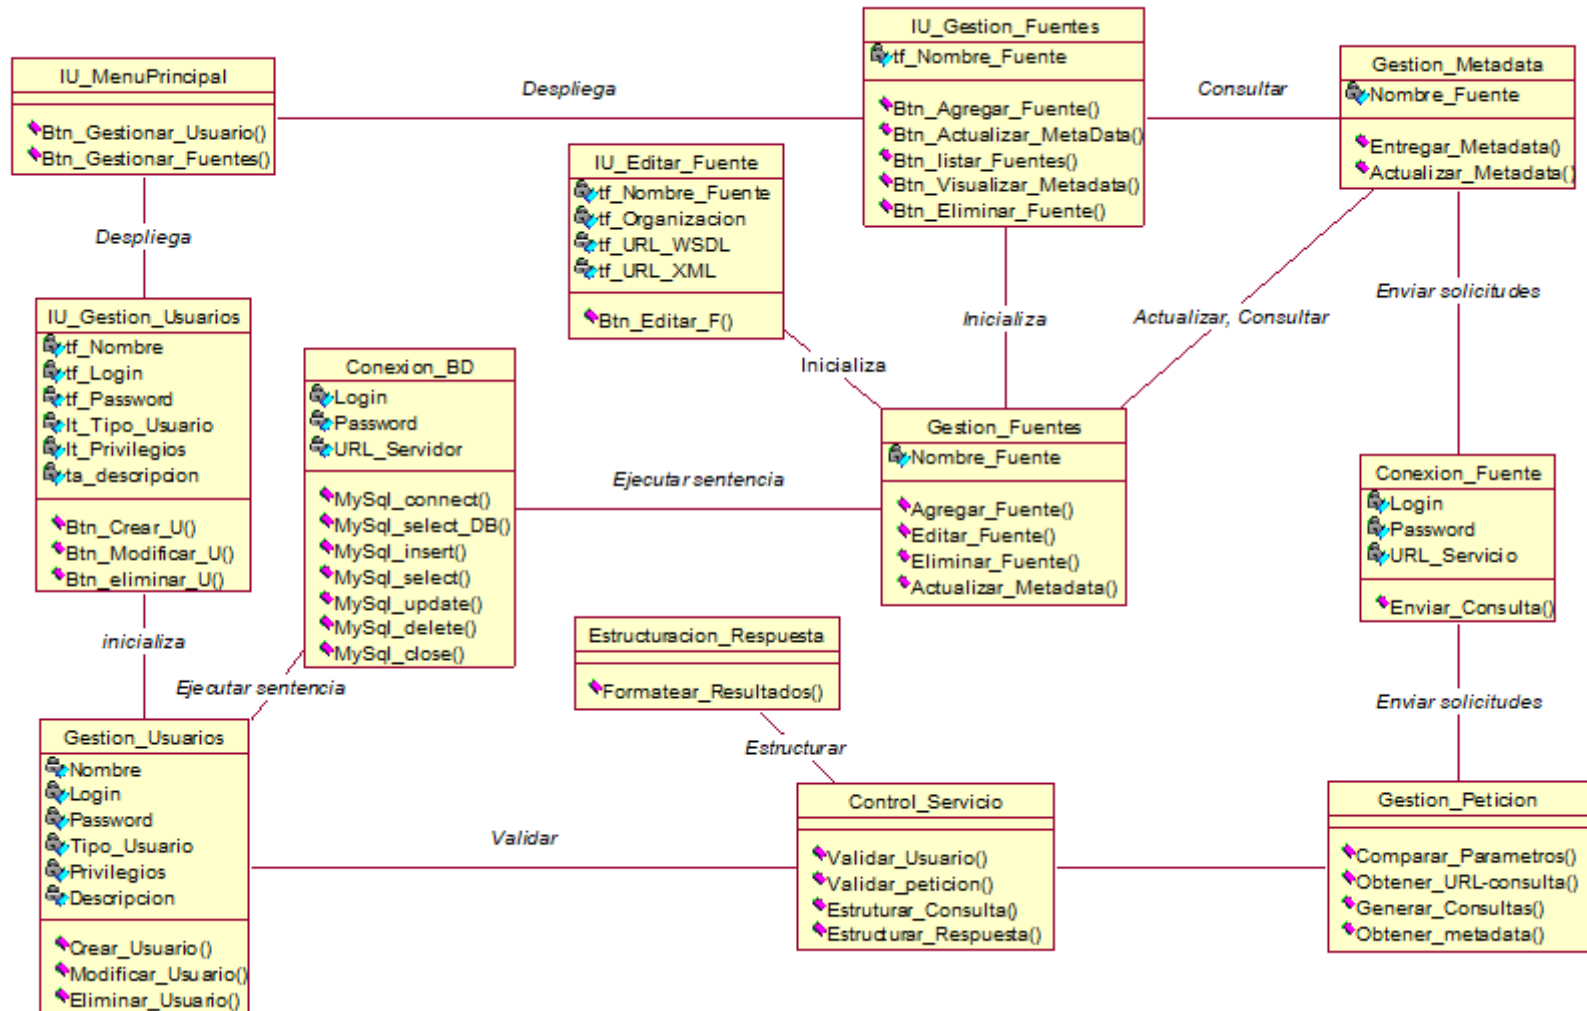 IU_MenuPrincipal
Btn_Gestionar_Usuario()
Btn_Gestionar_Fuentes()
Despliega
IU_Gestion_Fuentes
tf_Nombre_Fuente
Btn_Agregar_Fuente()
Btn_Actualizar_MetaData()
Btn_listar_Fuentes()
Btn_Visualizar_Metadata()
Btn_Eliminar_Fuente()
Consultar
Gestion_Metadata
Nombre_Fuente
Entregar_Metadata()
Actualizar_Metadata()
IU_Editar_Fuente
tf_Nombre_Fuente
tf_Organizacion
tf_URL_WSDL
tf_URL_XML
Btn_Editar_F()
Despliega
Inicializa
Inicializa
Actualizar, Consultar
Enviar solicitudes
IU_Gestion_Usuarios
tf_Nombre
tf_Login
tf_Password
lt_Tipo_Usuario
lt_Privilegios
ta_descripcion
Btn_Crear_U()
Btn_Modificar_U()
Btn_eliminar_U()
Conexion_BD
Login
Password
URL_Servidor
MySql_connect()
MySql_select_DB()
MySql_insert()
MySql_select()
MySql_update()
MySql_delete()
MySql_close()
Ejecutar sentencia
Gestion_Fuentes
Nombre_Fuente
Agregar_Fuente()
Editar_Fuente()
Eliminar_Fuente()
Actualizar_Metadata()
Conexion_Fuente
Login
Password
URL_Servicio
Enviar_Consulta()
inicializa
Ejecutar sentencia
Estructuracion_Respuesta
Formatear_Resultados()
Estructurar
Enviar solicitudes
Gestion_Usuarios
Nombre
Login
Password
Tipo_Usuario
Privilegios
Descripcion
Crear_Usuario()
Modificar_Usuario()
Eliminar_Usuario()
Validar
Control_Servicio
Validar_Usuario()
Validar_peticion()
Estruturar_Consulta()
Estructurar_Respuesta()
Gestion_Peticion
Comparar_Parametros()
Obtener_URL-consulta()
Generar_Consultas()
Obtener_metadata()